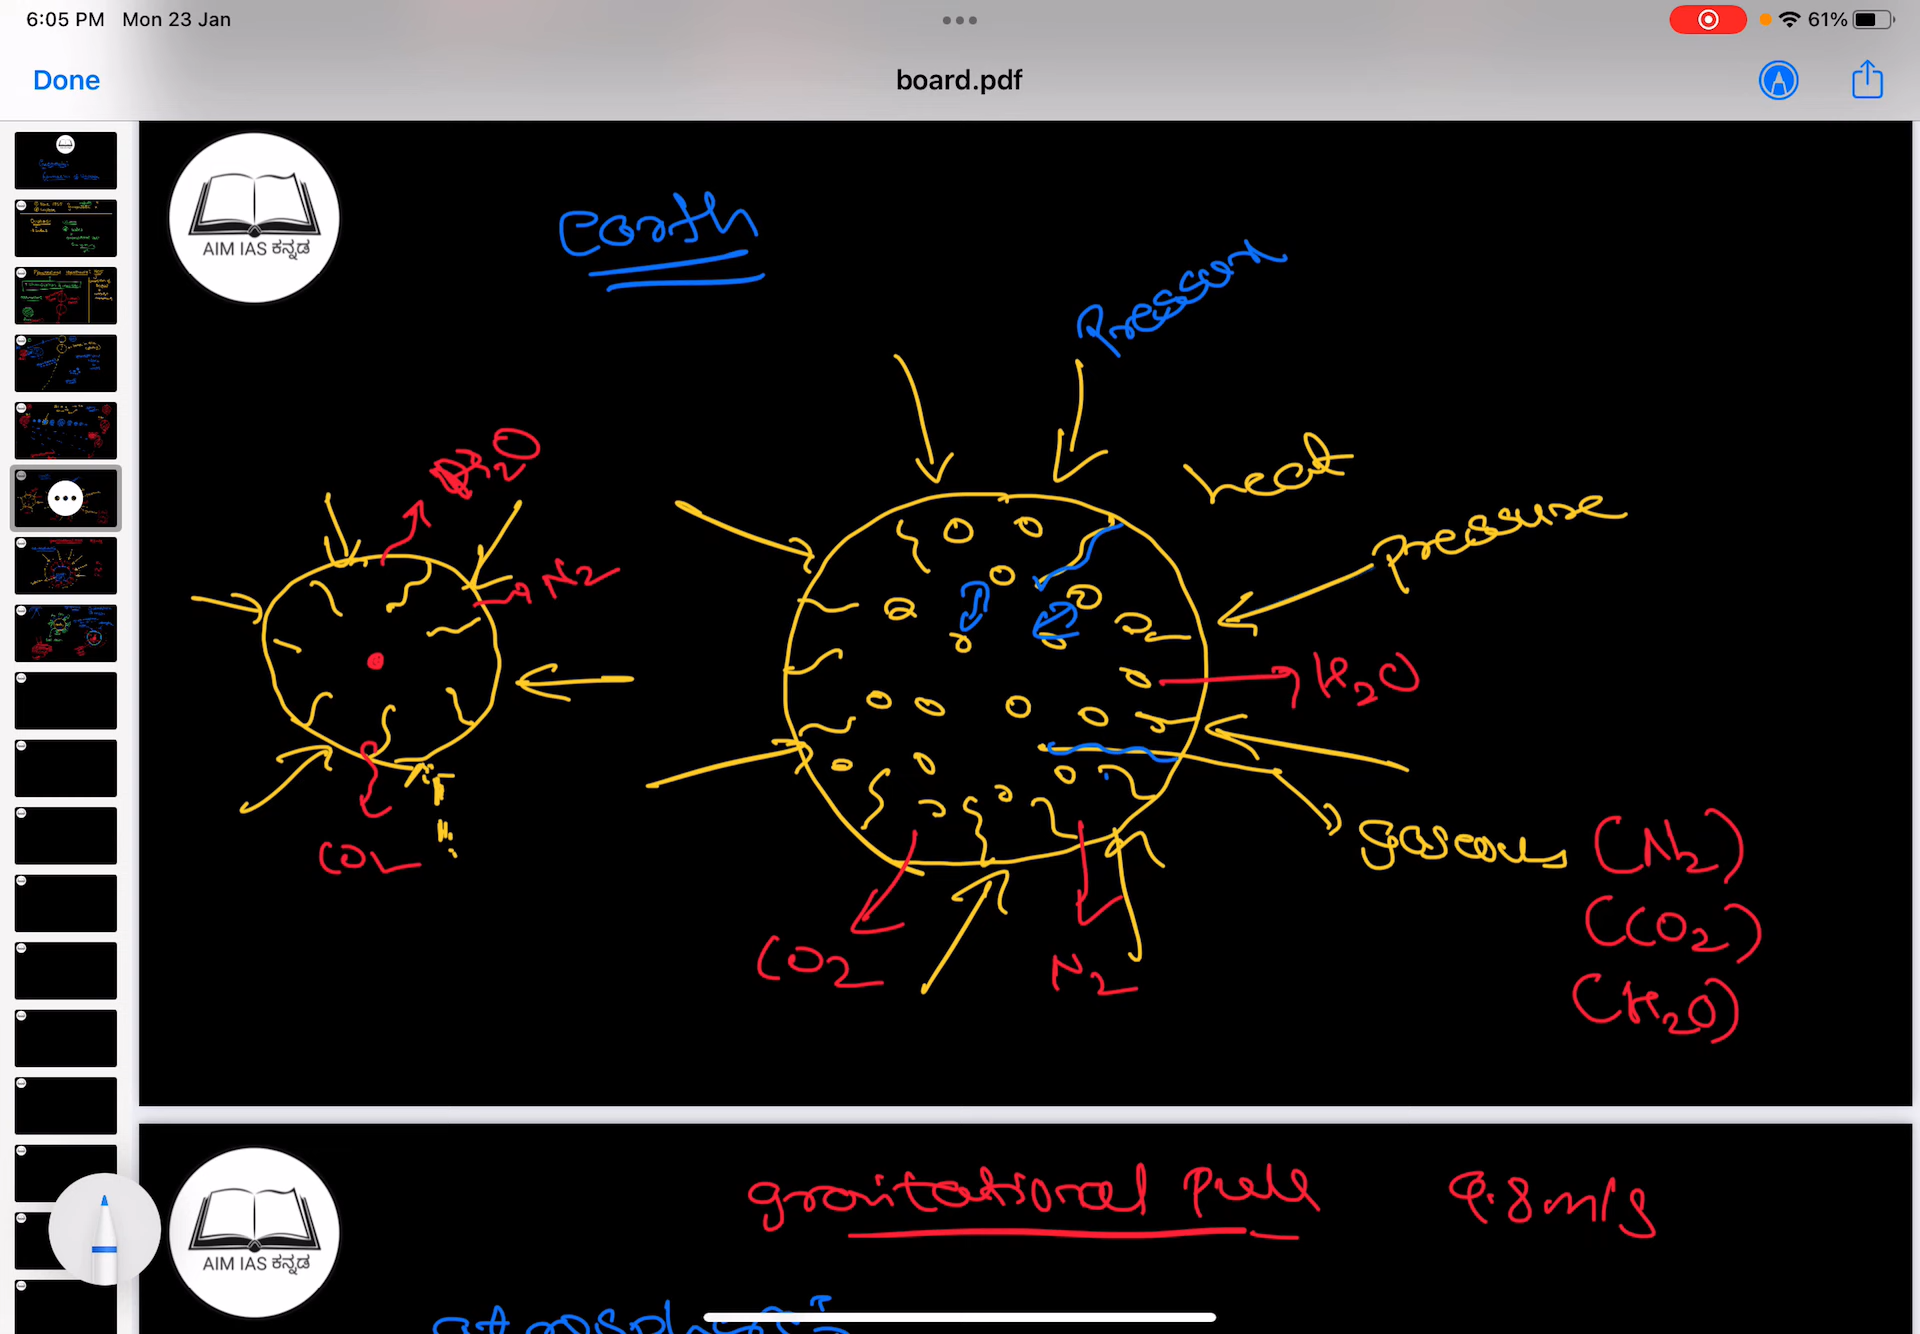 6:05 PM Mon 23 Jan
61%
Done
board.pdf
AIM IAS ಕನ್ನಡ
Earth
Pressure
heat
Pressure
H2O
N2
H2O
CO2
gaseous (N2)
(CO2)
(H2O)
CO2
N2
AIM IAS ಕನ್ನಡ
gravitational Pull 9.8m/s